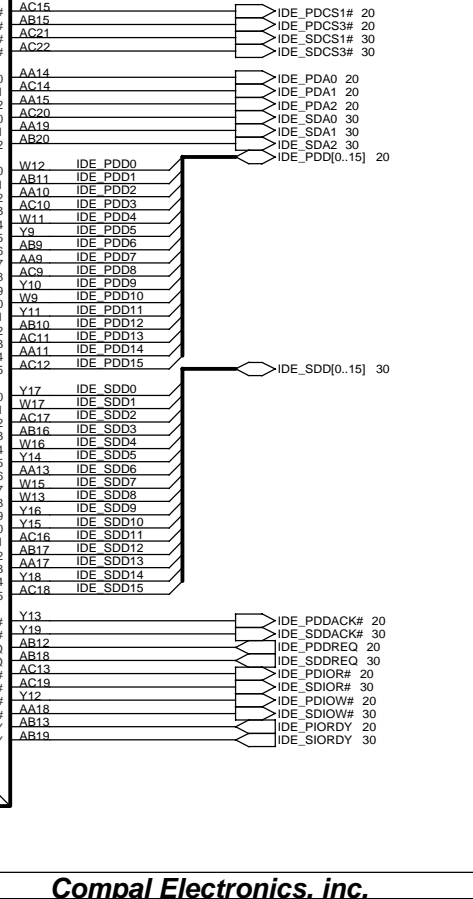 AC15 IDE_PDCS1# 20
AB15 IDE_PDCS3# 20
AC21 IDE_SDCS1# 30
AC22 IDE_SDCS3# 30
AA14 IDE_PDA0 20
AC14 IDE_PDA1 20
AA15 IDE_PDA2 20
AC20 IDE_SDA0 30
AA19 IDE_SDA1 30
AB20 IDE_SDA2 30
IDE_PDD[0..15] 20
W12 IDE_PDD0
AB11 IDE_PDD1
AA10 IDE_PDD2
AC10 IDE_PDD3
W11 IDE_PDD4
Y9 IDE_PDD5
AB9 IDE_PDD6
AA9 IDE_PDD7
AC9 IDE_PDD8
Y10 IDE_PDD9
W9 IDE_PDD10
Y11 IDE_PDD11
AB10 IDE_PDD12
AC11 IDE_PDD13
AA11 IDE_PDD14
AC12 IDE_PDD15
IDE_SDD[0..15] 30
Y17 IDE_SDD0
W17 IDE_SDD1
AC17 IDE_SDD2
AB16 IDE_SDD3
W16 IDE_SDD4
Y14 IDE_SDD5
AA13 IDE_SDD6
W15 IDE_SDD7
W13 IDE_SDD8
Y16 IDE_SDD9
Y15 IDE_SDD10
AC16 IDE_SDD11
AB17 IDE_SDD12
AA17 IDE_SDD13
Y18 IDE_SDD14
AC18 IDE_SDD15
Y13 IDE_PDDACK# 20
Y19 IDE_SDDACK# 30
AB12 IDE_PDDREQ 20
AB18 IDE_SDDREQ 30
AC13 IDE_PDIOR# 20
AC19 IDE_SDIOR# 30
Y12 IDE_PDIOW# 20
AA18 IDE_SDIOW# 30
AB13 IDE_PIORDY 20
AB19 IDE_SIORDY 30
Compal Electronics, inc.